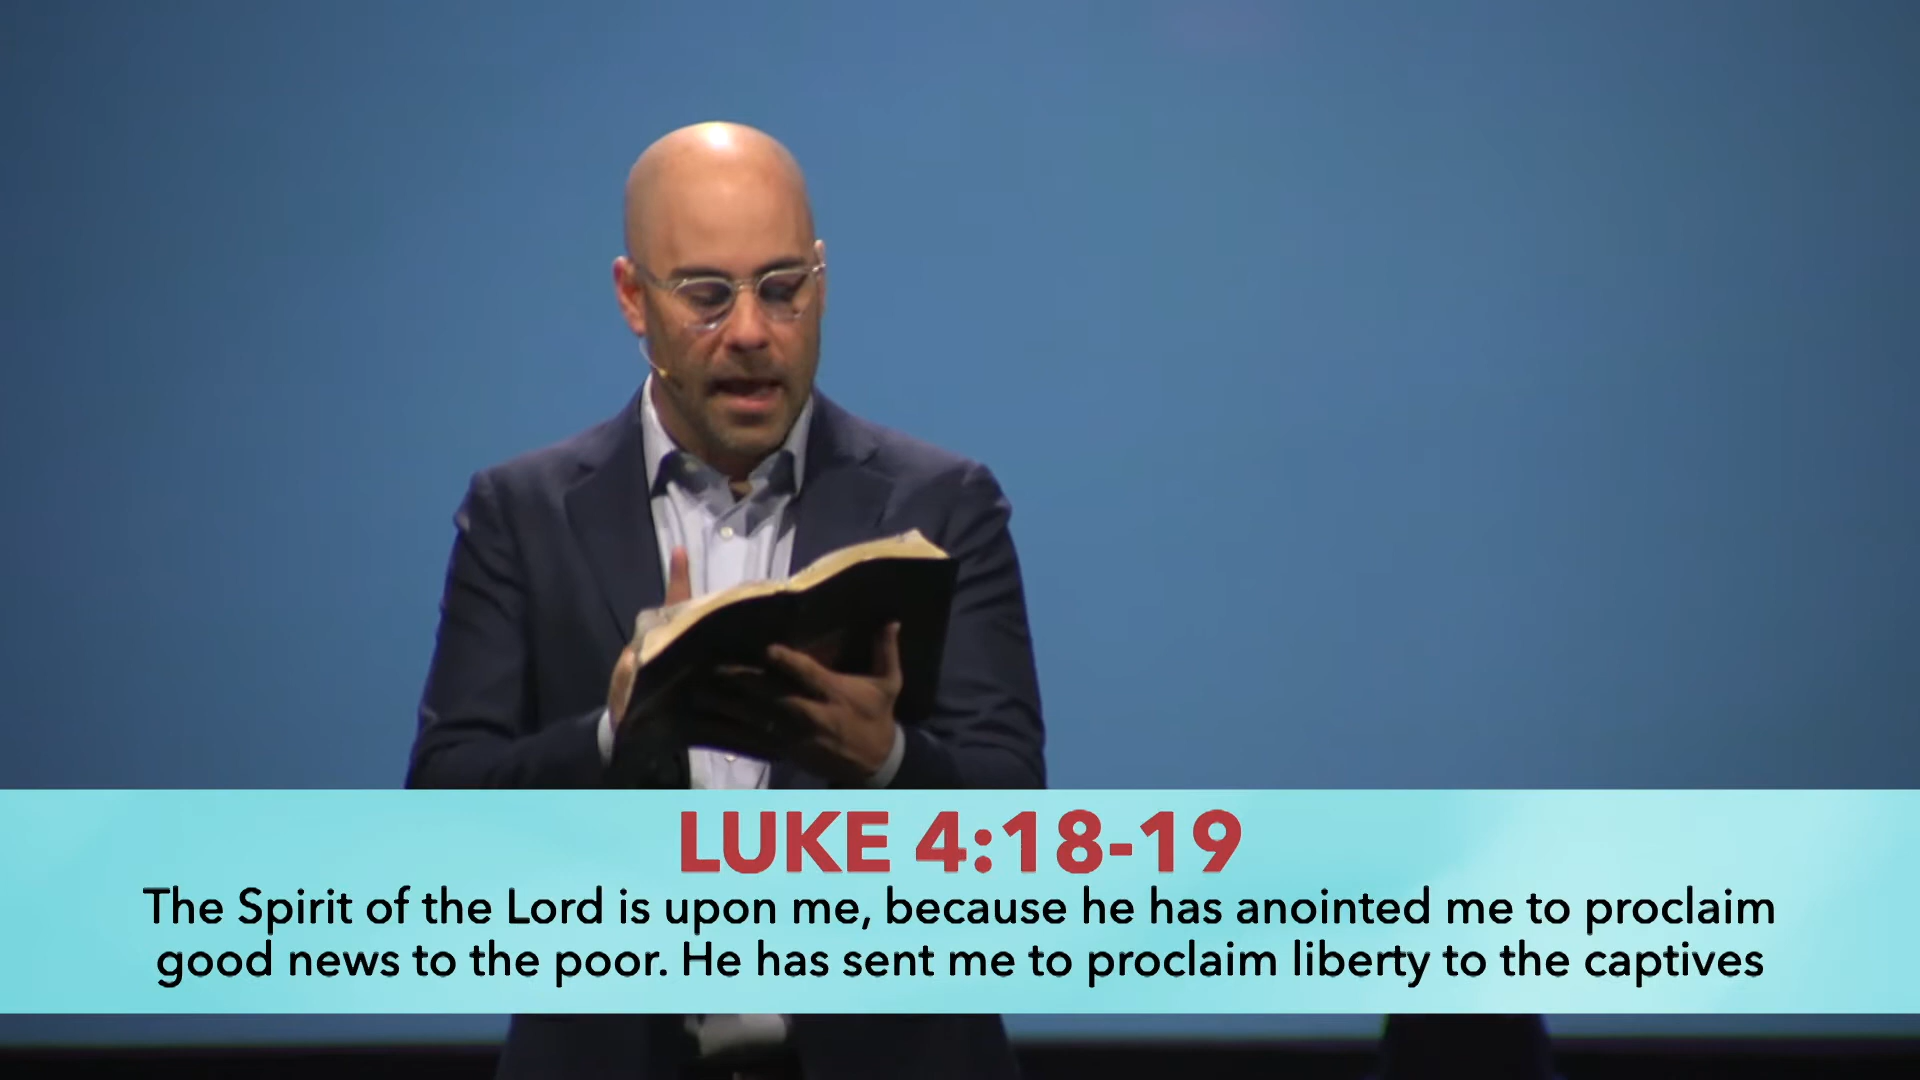 LUKE 4:18-19
The Spirit of the Lord is upon me, because he has anointed me to proclaim
good news to the poor. He has sent me to proclaim liberty to the captives